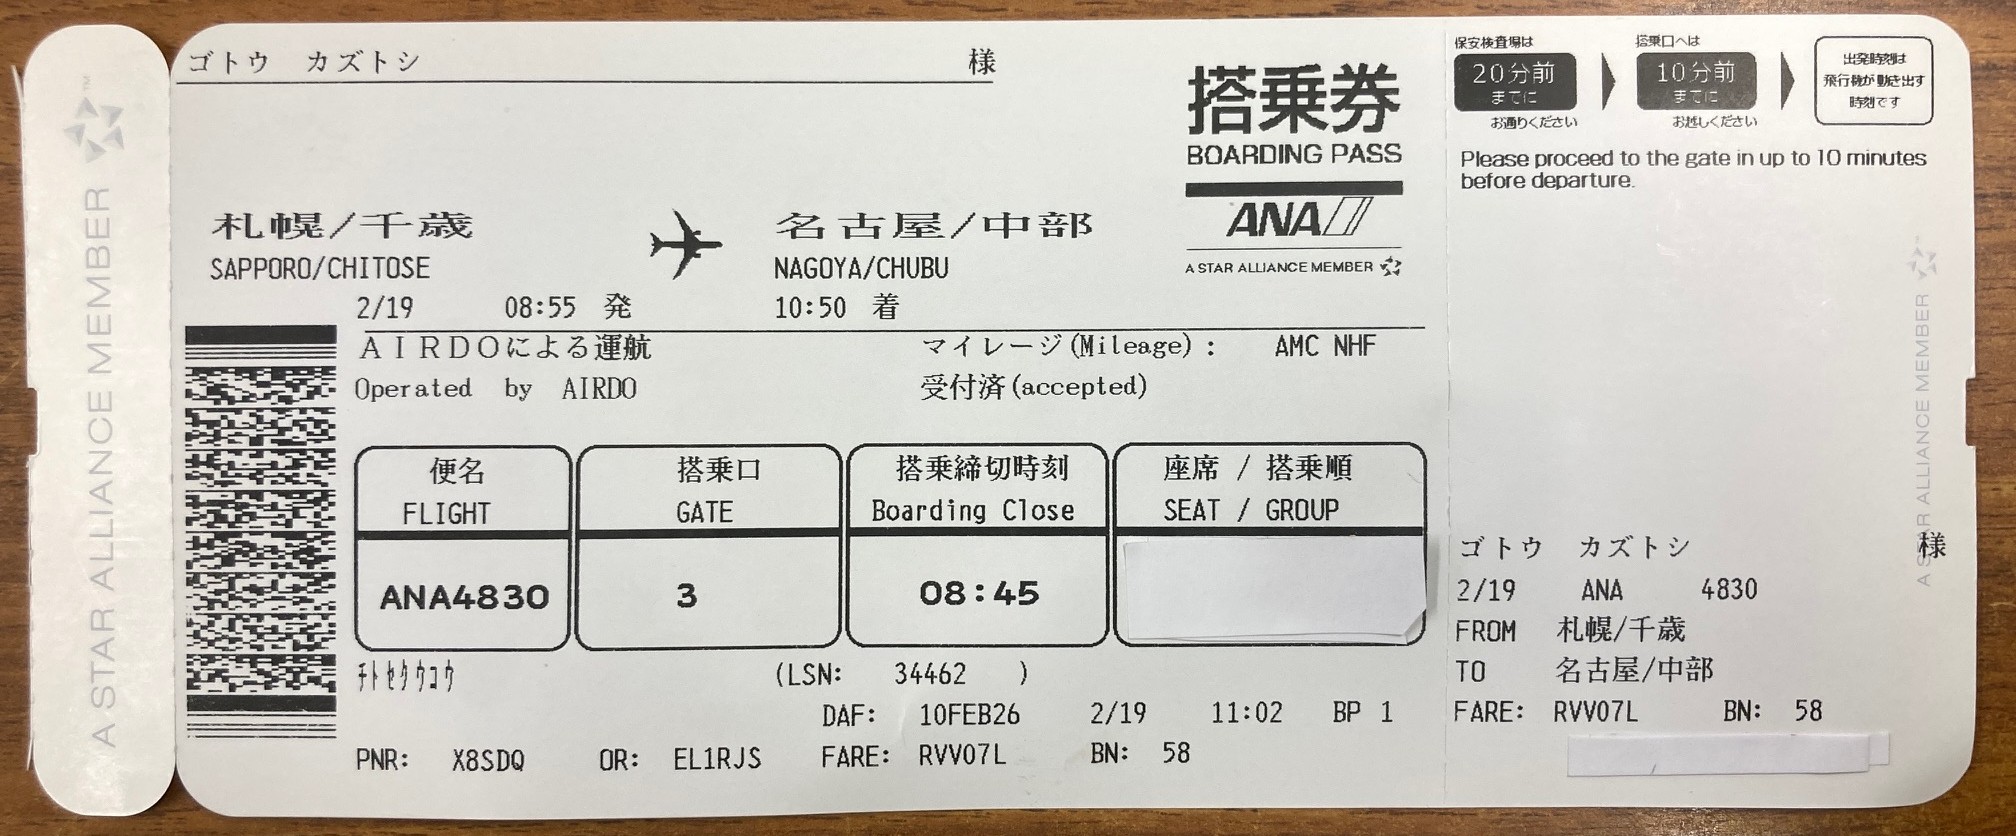 ゴトウ　カズトシ　様
搭乗券
BOARDING PASS
ANA
A STAR ALLIANCE MEMBER
札幌/千歳　名古屋/中部
SAPPORO/CHITOSE　NAGOYA/CHUBU
2/19　08:55 発　10:50 着
ＡＩＲＤＯによる運航　マイレージ(Mileage)：　AMC NHF
Operated by AIRDO　受付済(accepted)
便名　搭乗口　搭乗締切時刻　座席 / 搭乗順
FLIGHT　GATE　Boarding Close　SEAT / GROUP
ANA4830　3　08:45
ﾁﾄｾｸｳｺｳ　(LSN:　34462　)
DAF:　10FEB26　2/19　11:02　BP 1
PNR:　X8SDQ　OR:　EL1RJS　FARE:　RVV07L　BN:　58
保安検査場は
20分前
までに
お通りください
搭乗口へは
10分前
までに
お越しください
出発時刻は
飛行機が動き出す
時刻です
Please proceed to the gate in up to 10 minutes
before departure.
ゴトウ　カズトシ　様
2/19　ANA　4830
FROM　札幌/千歳
TO　名古屋/中部
FARE:　RVV07L　BN:　58
A STAR ALLIANCE MEMBER™
A STAR ALLIANCE MEMBER™